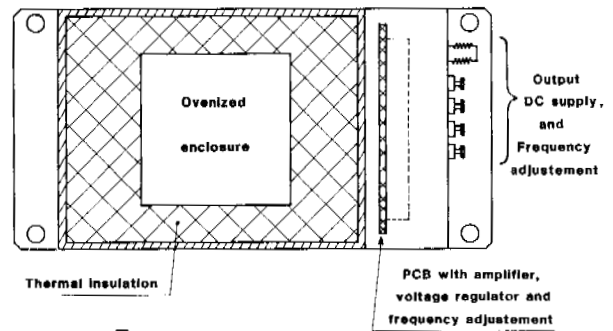 Ovenized
enclosure
Output
DC supply,
and
Frequency
adjustement
Thermal insulation
PCB with amplifier,
voltage regulator and
frequency adjustement